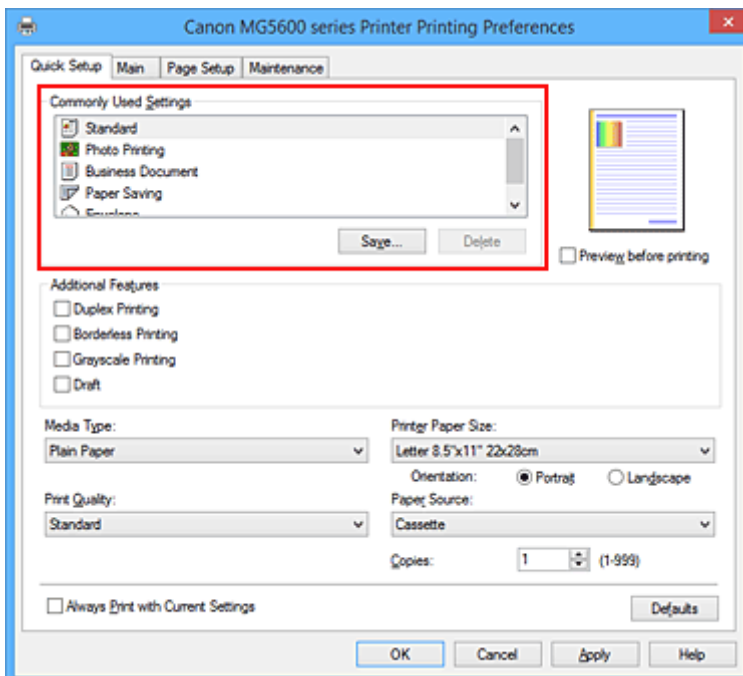 Canon MG5600 series Printer Printing Preferences
Quick Setup Main Page Setup Maintenance
Commonly Used Settings
Standard
Photo Printing
Business Document
Paper Saving
Envelope
Save... Delete
Preview before printing
Additional Features
Duplex Printing
Borderless Printing
Grayscale Printing
Draft
Media Type:
Plain Paper
Printer Paper Size:
Letter 8.5"x11" 22x28cm
Orientation: Portrait Landscape
Print Quality:
Standard
Paper Source:
Cassette
Copies: 1 (1-999)
Always Print with Current Settings
Defaults
OK Cancel Apply Help